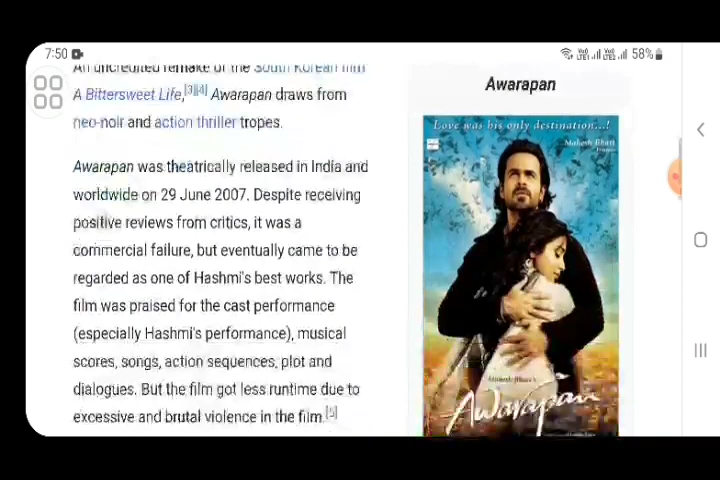 7:50
58%
An uncredited remake of the South Korean film
A Bittersweet Life,[3][4] Awarapan draws from
neo-noir and action thriller tropes.
Awarapan was theatrically released in India and
worldwide on 29 June 2007. Despite receiving
positive reviews from critics, it was a
commercial failure, but eventually came to be
regarded as one of Hashmi's best works. The
film was praised for the cast performance
(especially Hashmi's performance), musical
scores, songs, action sequences, plot and
dialogues. But the film got less runtime due to
excessive and brutal violence in the film.[5]
Awarapan
Love was his only destination...!
Mahesh Bhatt
Mahesh Bhatt's
Awarapan